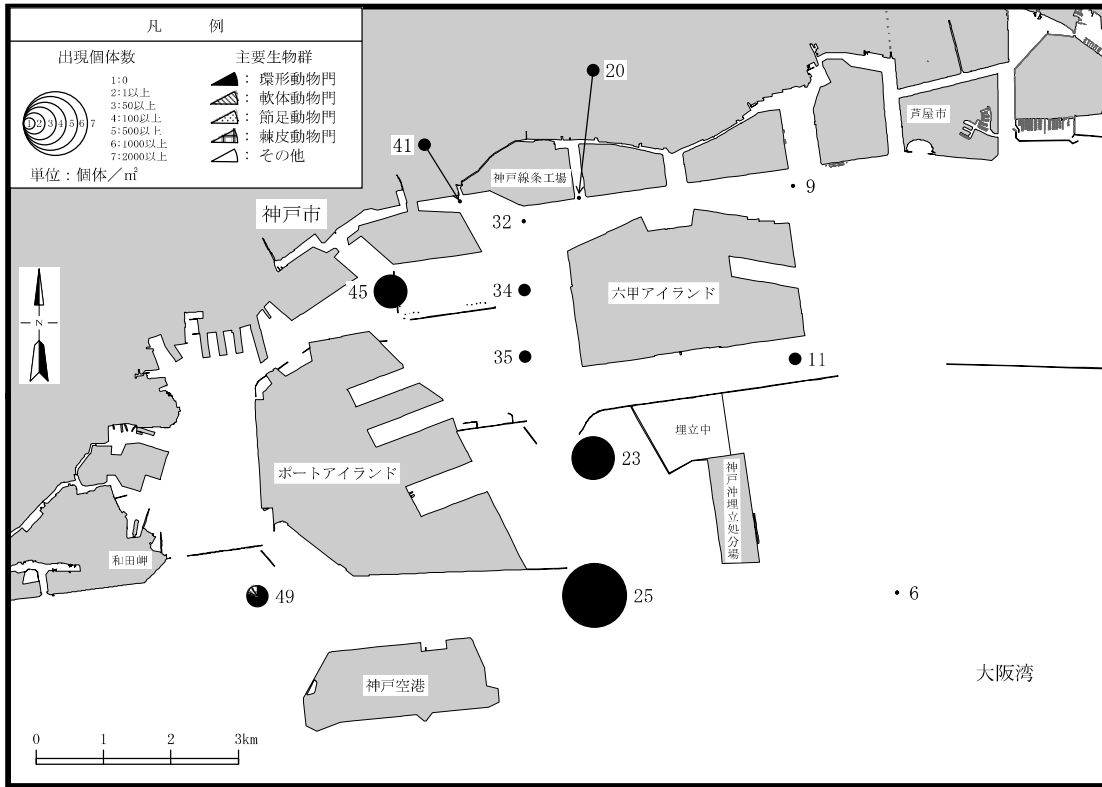 凡　例
出現個体数
1:0
2:1以上
3:50以上
4:100以上
5:500以上
6:1000以上
7:2000以上
1 2 3 4 5 6 7
単位：個体／㎡
主要生物群
：環形動物門
：軟体動物門
：節足動物門
：棘皮動物門
：その他
20
41
芦屋市
神戸線条工場
9
神戸市
32
N
45
34
六甲アイランド
35
11
埋立中
23
ポートアイランド
神戸沖埋立処分場
和田岬
49
25
6
大阪湾
神戸空港
0 1 2 3km